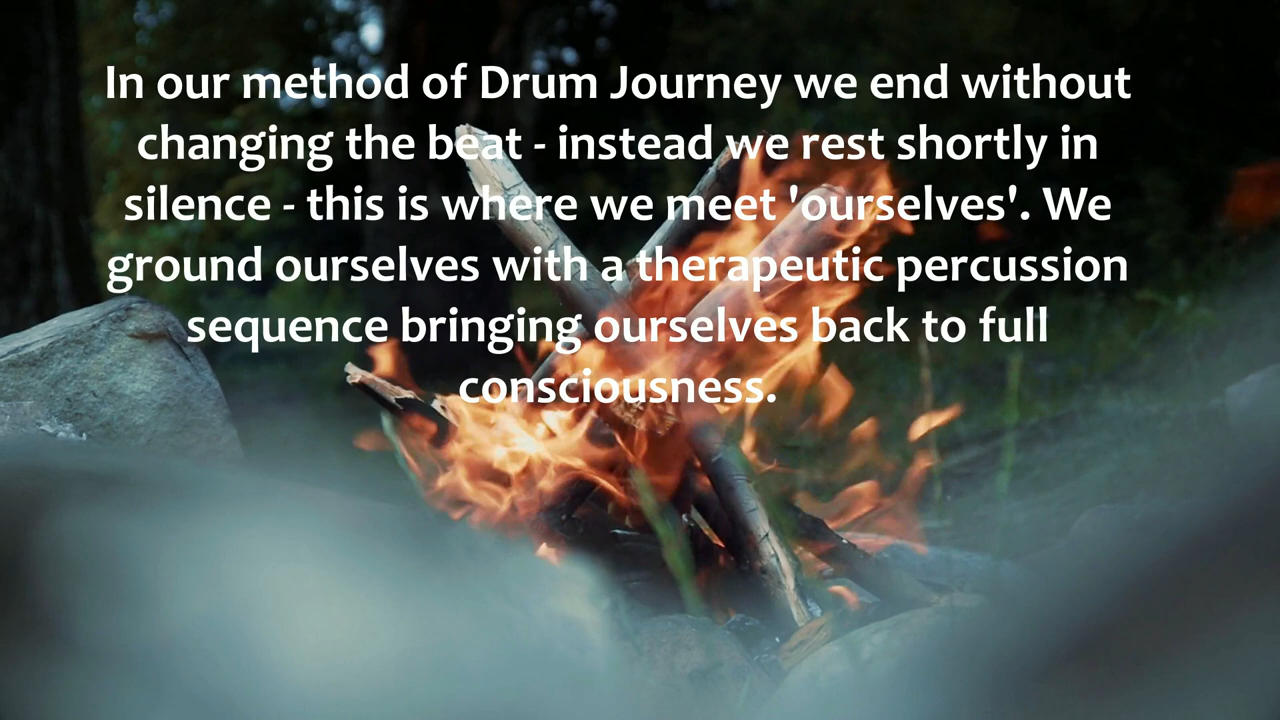 In our method of Drum Journey we end without
changing the beat - instead we rest shortly in
silence - this is where we meet 'ourselves'. We
ground ourselves with a therapeutic percussion
sequence bringing ourselves back to full
consciousness.